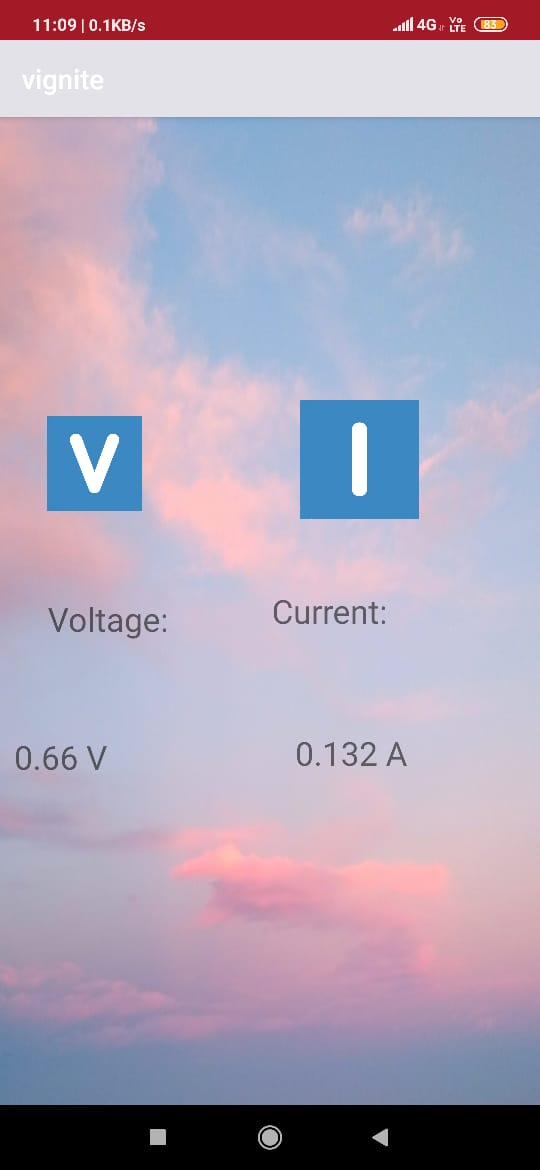 11:09 | 0.1KB/s 4G Vo LTE 83
vignite
V I
Voltage: Current:
0.66 V 0.132 A